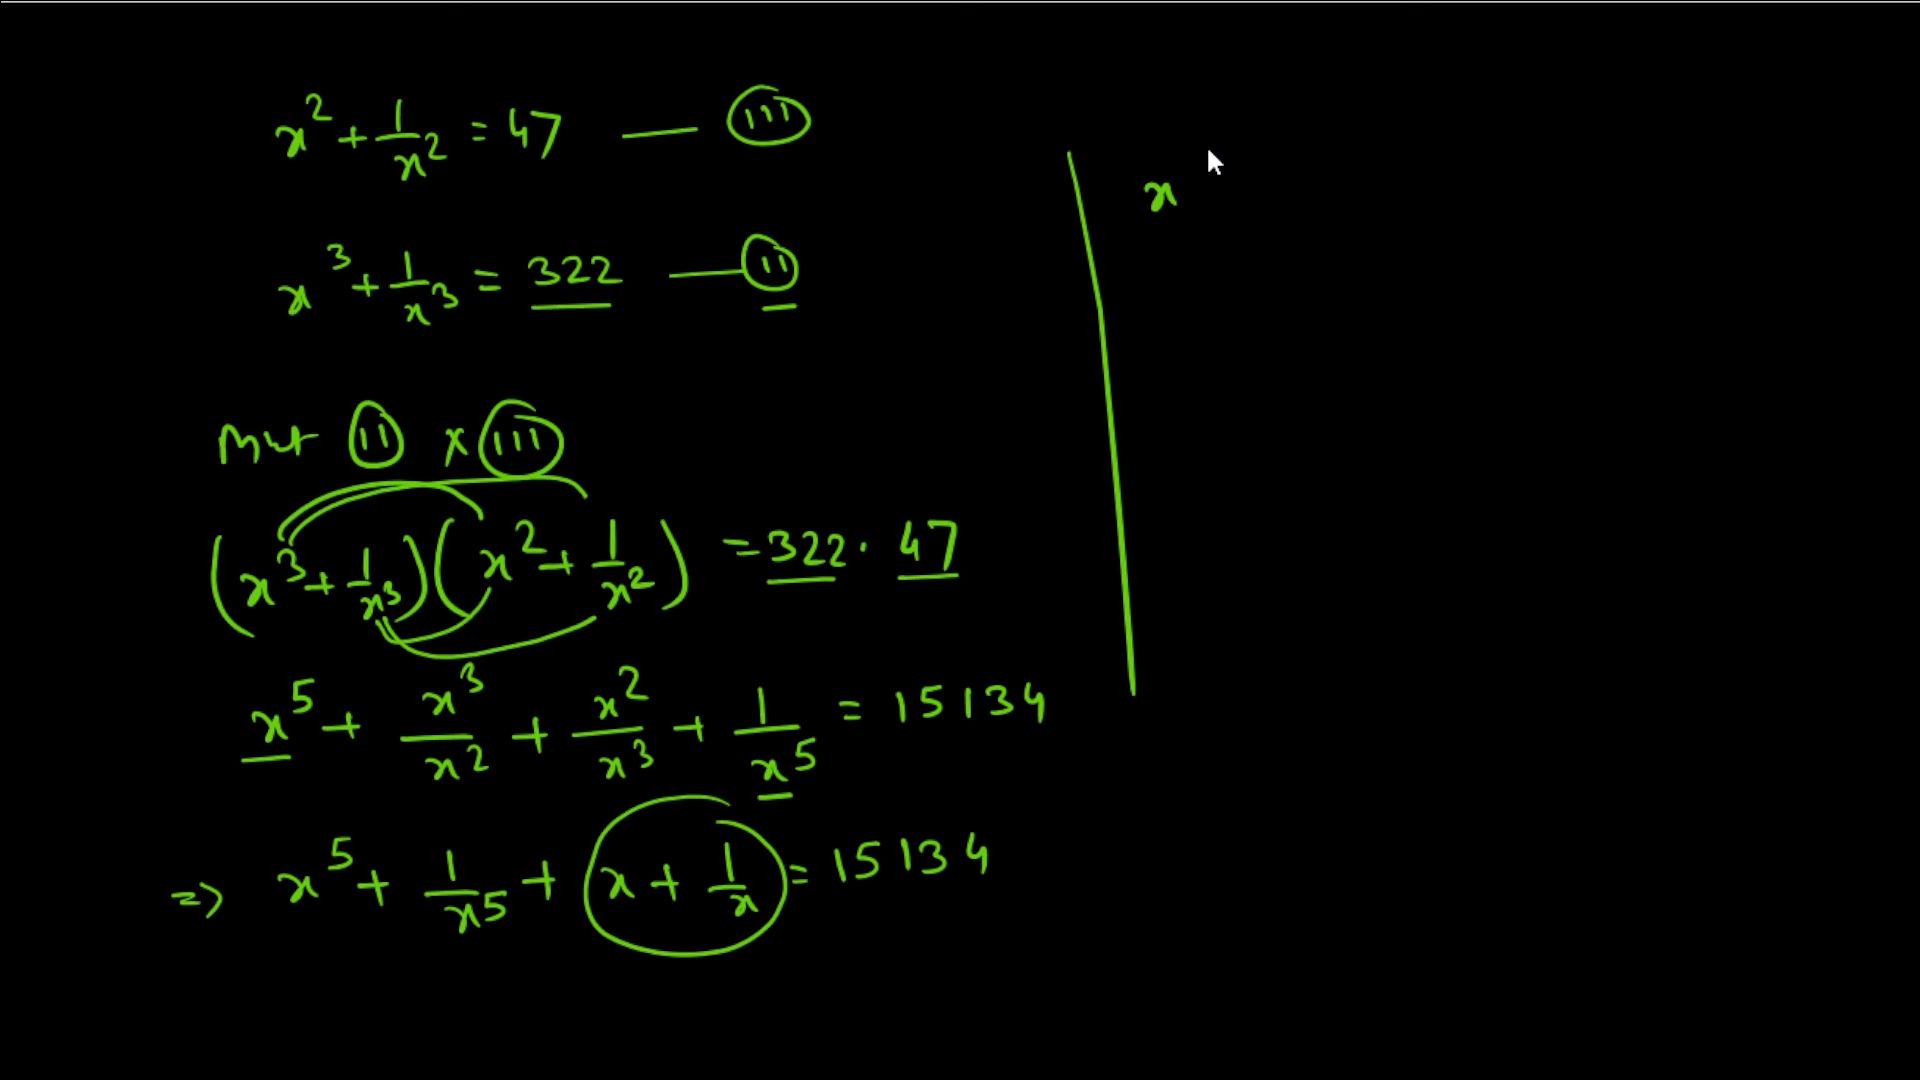 x² + 1/x² = 47 — (III)
x³ + 1/x³ = 322 — (II)
(II) × (III)
(x³ + 1/x³)(x² + 1/x²) = 322 · 47
x⁵ + x³/x² + x²/x³ + 1/x⁵ = 15134
=> x⁵ + 1/x⁵ + x + 1/x = 15134
x